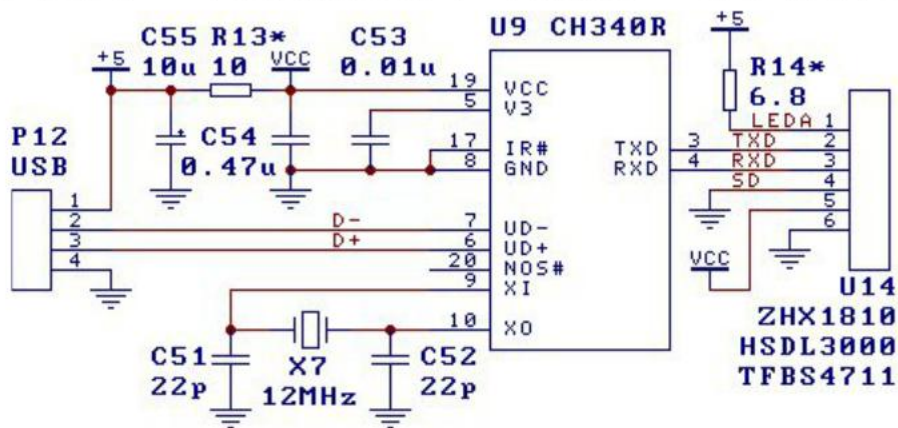 U9 CH340R
+5
C55 R13* C53
+5 10u 10 VCC 0.01u
R14*
6.8
19 VCC
5 V3
P12
USB
C54
0.47u
17 IR# TXD 3
8 GND RXD 4
LEDA 1
TXD 2
RXD 3
SD 4
5
6
1
2 D- 7 UD-
3 D+ 6 UD+
4 20 NOS#
9 XI
VCC
10 XO
C51 X7 C52
22p 12MHz 22p
U14
ZHX1810
HSDL3000
TFBS4711